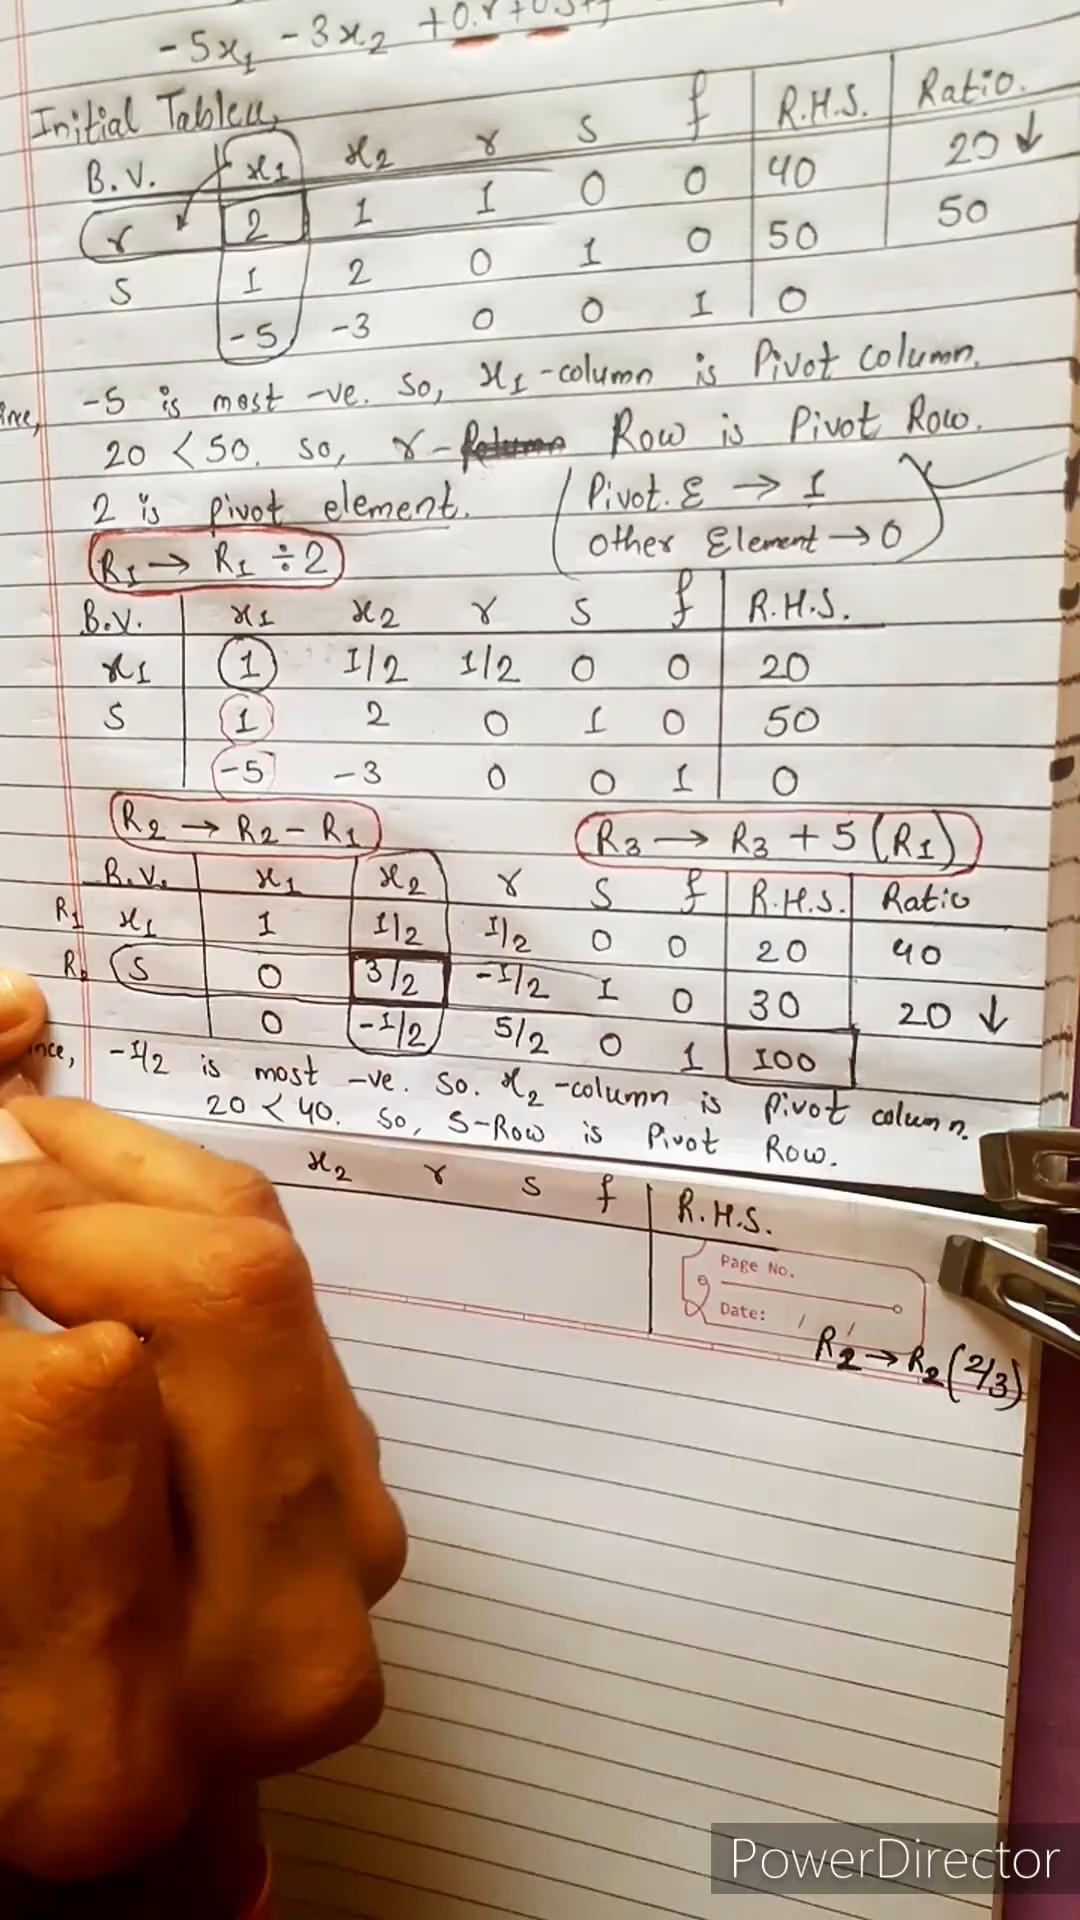 -5x₁ -3x₂ +0.r+0.s+f
Initial Tableu,
B.V. x₁ x₂ r s f R.H.S. Ratio.
r 2 1 1 0 0 40 20 ↓
s 1 2 0 1 0 50 50
-5 -3 0 0 1 0
-5 is most -ve. So, x₁-column is Pivot column.
20 < 50. so, r- Row is Pivot Row.
2 is pivot element.
Pivot. E → 1
other Element → 0
R₁ → R₁ ÷ 2
B.V. x₁ x₂ r s f R.H.S.
x₁ 1 1/2 1/2 0 0 20
s 1 2 0 1 0 50
-5 -3 0 0 1 0
R₂ → R₂ - R₁ R₃ → R₃ + 5 (R₁)
B.V. x₁ x₂ r s f R.H.S. Ratio
R₁ x₁ 1 1/2 1/2 0 0 20 40
R₂ s 0 3/2 -1/2 1 0 30 20 ↓
0 -1/2 5/2 0 1 100
-1/2 is most -ve. so. x₂-column is pivot column.
20 < 40. so, s-Row is Pivot Row.
x₂ r s f R.H.S.
Page No.
Date: / /
R₂ → R₂ (2/3)
PowerDirector